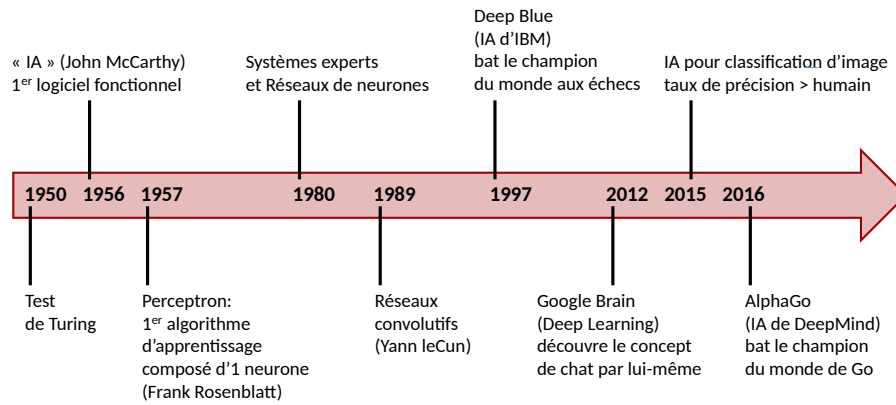 « IA » (John McCarthy)
1er logiciel fonctionnel
Systèmes experts
et Réseaux de neurones
Deep Blue
(IA d’IBM)
bat le champion
du monde aux échecs
IA pour classification d’image
taux de précision > humain
1950 1956 1957 1980 1989 1997 2012 2015 2016
Test
de Turing
Perceptron:
1er algorithme
d’apprentissage
composé d’1 neurone
(Frank Rosenblatt)
Réseaux
convolutifs
(Yann leCun)
Google Brain
(Deep Learning)
découvre le concept
de chat par lui-même
AlphaGo
(IA de DeepMind)
bat le champion
du monde de Go